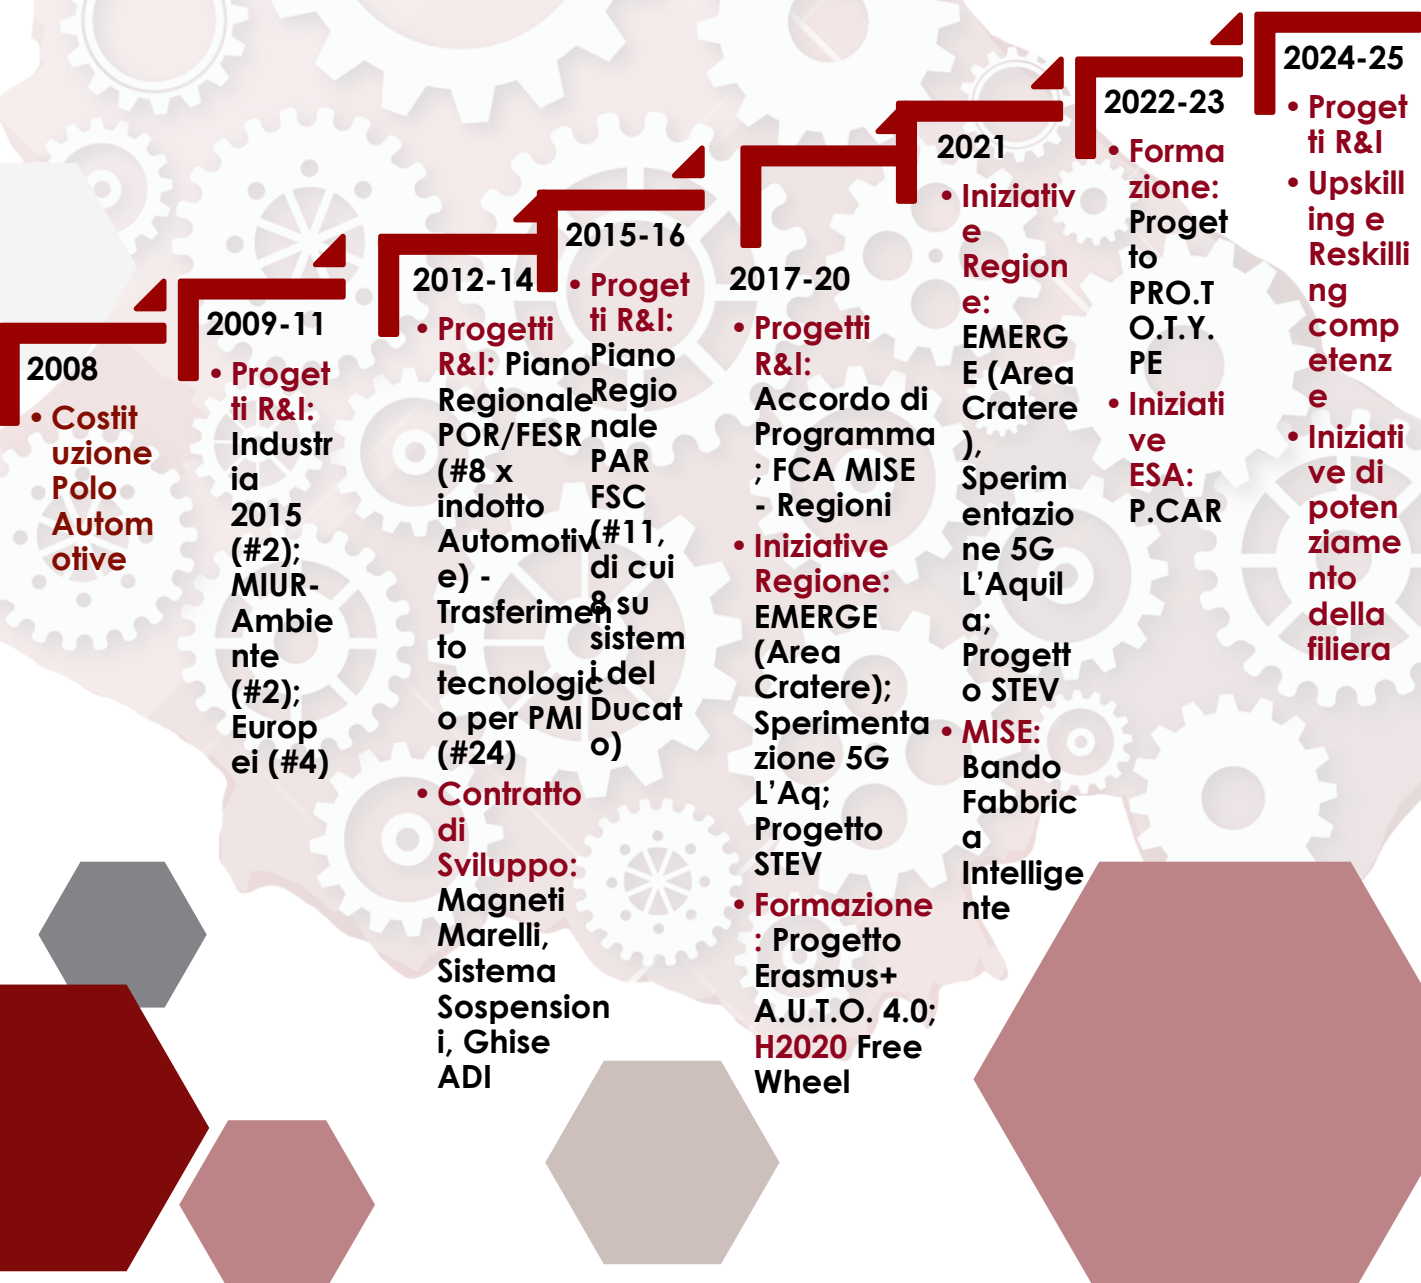 2008
• Costit
uzione
Polo
Autom
otive
2009-11
• Proget
ti R&I:
Industr
ia
2015
(#2);
MIUR-
Ambie
nte
(#2);
Europ
ei (#4)
2012-14
• Progetti
R&I: Piano
Regionale
POR/FESR
(#8 x
indotto
Automotiv
e) -
Trasferimen
to
tecnologic
o per PMI
(#24)
• Contratto
di
Sviluppo:
Magneti
Marelli,
Sistema
Sospension
i, Ghise
ADI
2015-16
• Proget
ti R&I:
Piano
Regio
nale
PAR
FSC
(#11,
di cui
8 su
sistem
i del
Ducat
o)
2017-20
• Progetti
R&I:
Accordo di
Programma
; FCA MISE
- Regioni
• Iniziative
Regione:
EMERGE
(Area
Cratere);
Sperimenta
zione 5G
L’Aq;
Progetto
STEV
• Formazione
: Progetto
Erasmus+
A.U.T.O. 4.0;
H2020 Free
Wheel
2021
• Iniziativ
e
Region
e:
EMERG
E (Area
Cratere
),
Sperim
entazio
ne 5G
L’Aquil
a;
Progett
o STEV
• MISE:
Bando
Fabbric
a
Intellige
nte
2022-23
• Forma
zione:
Proget
to
PRO.T
O.T.Y.
PE
• Iniziati
ve
ESA:
P.CAR
2024-25
• Proget
ti R&I
• Upskill
ing e
Reskilli
ng
comp
etenz
e
• Iniziati
ve di
poten
ziame
nto
della
filiera